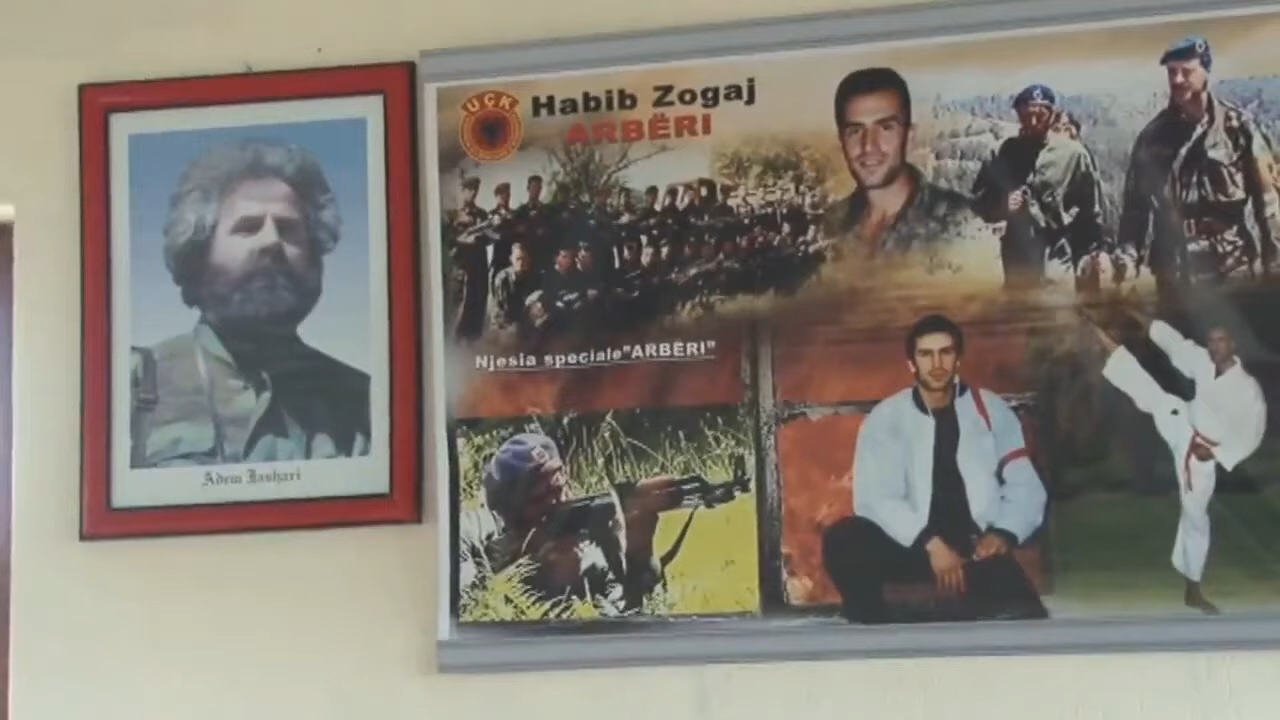 Adem Jashari
UÇK
Habib Zogaj
ARBËRI
Njesia speciale"ARBËRI"